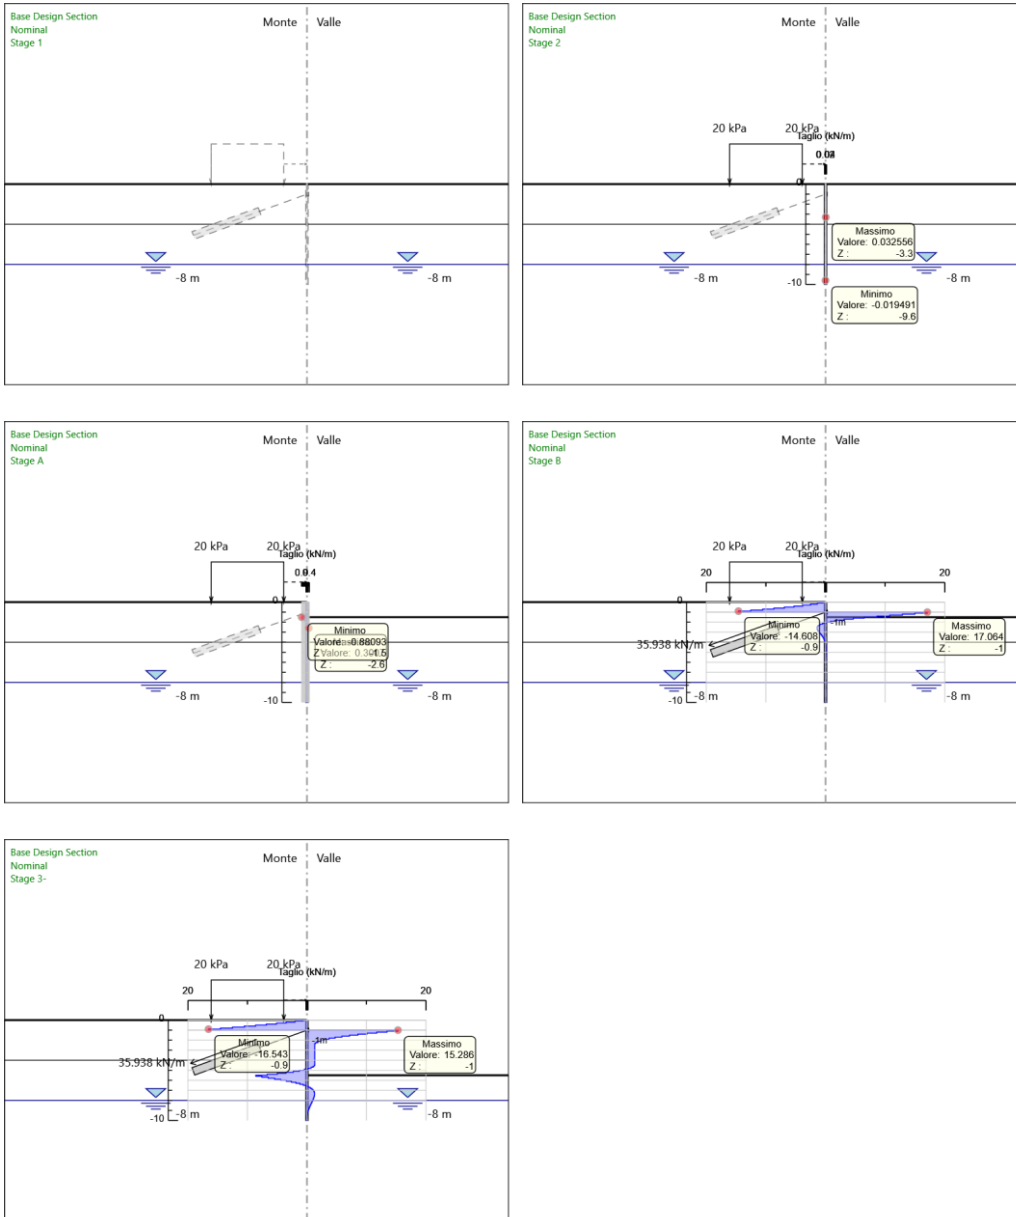 Base Design Section
Nominal
Stage 1
Monte
Valle
-8 m
-8 m
Base Design Section
Nominal
Stage 2
Monte
Valle
20 kPa
20 kPa
Taglio (kN/m)
0
Massimo
Valore: 0.032556
Z : -3.3
-8 m
-8 m
-10
Minimo
Valore: -0.019491
Z : -9.6
Base Design Section
Nominal
Stage A
Monte
Valle
20 kPa
20 kPa
Taglio (kN/m)
0
Minimo
Valore: -0.88093
Z : -1.5
Z : -2.6
-8 m
-8 m
-10
Base Design Section
Nominal
Stage B
Monte
Valle
20 kPa
20 kPa
Taglio (kN/m)
20
20
0
-1m
Minimo
Valore: -14.608
Z : -0.9
Massimo
Valore: 17.064
Z : -1
35.938 kN/m
-8 m
-8 m
-10
Base Design Section
Nominal
Stage 3-
Monte
Valle
20 kPa
20 kPa
Taglio (kN/m)
20
20
0
-1m
Minimo
Valore: -16.543
Z : -0.9
Massimo
Valore: 15.286
Z : -1
35.938 kN/m
-8 m
-8 m
-10